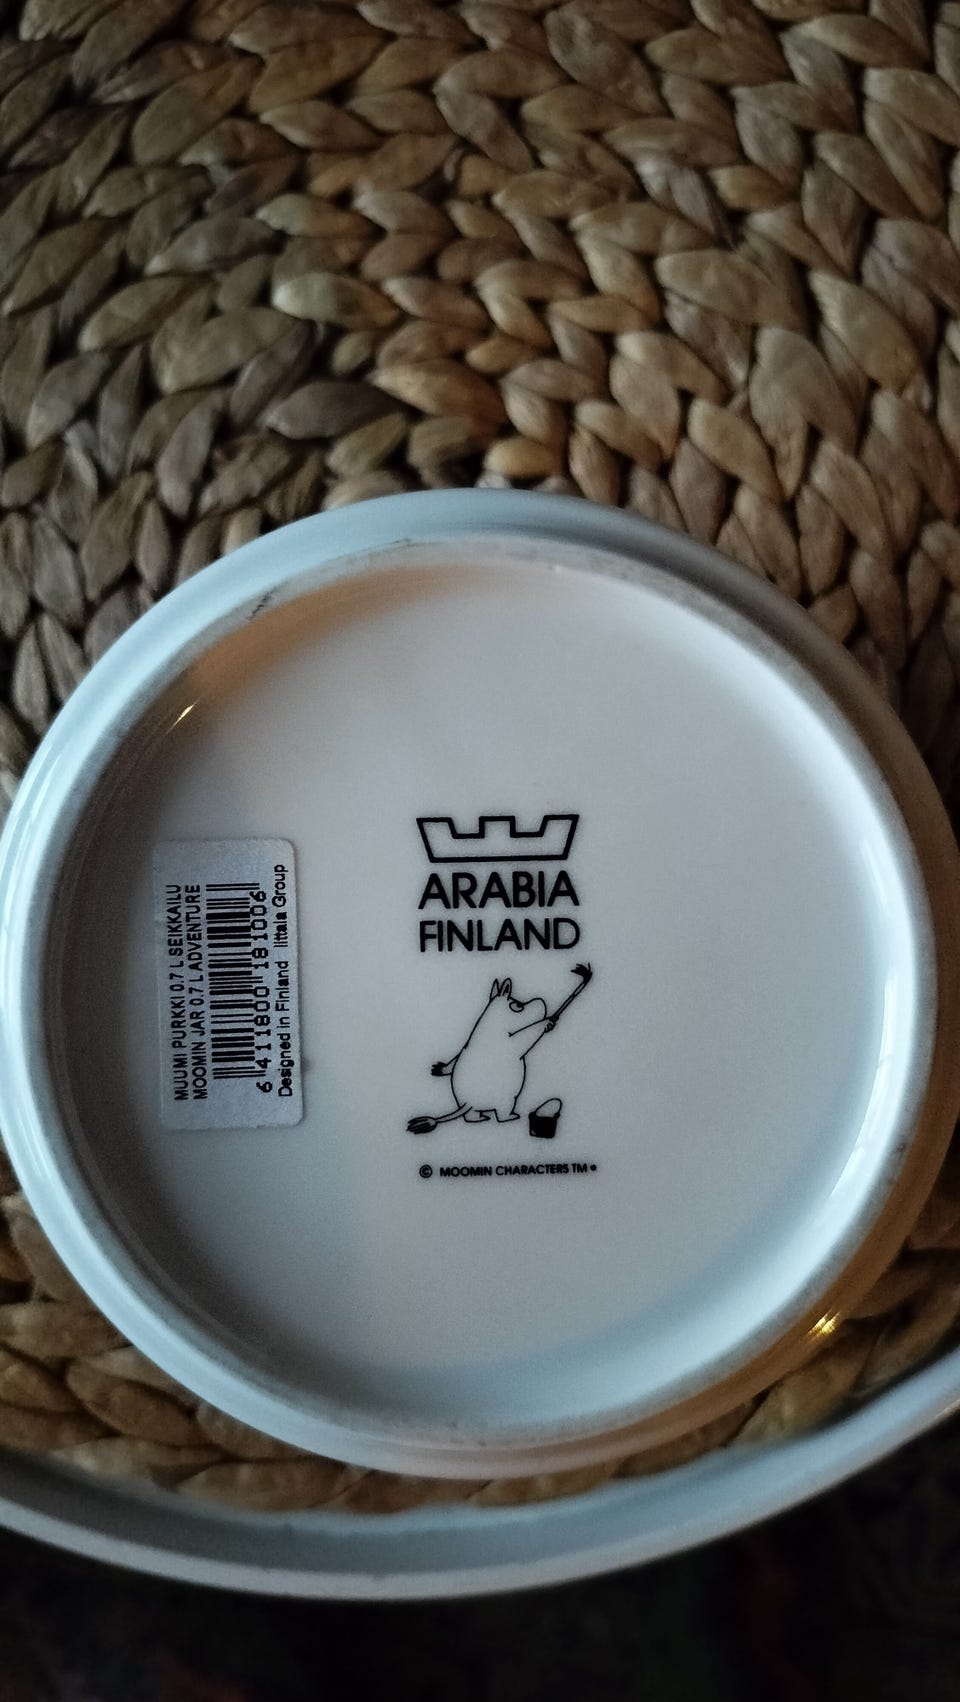 ARABIA
FINLAND
© MOOMIN CHARACTERS TM
MUUMI PURKKI 0.7 L SEIKKAILU
MOOMIN JAR 0.7 L ADVENTURE
6 411800 181006
Designed in Finland Iittala Group